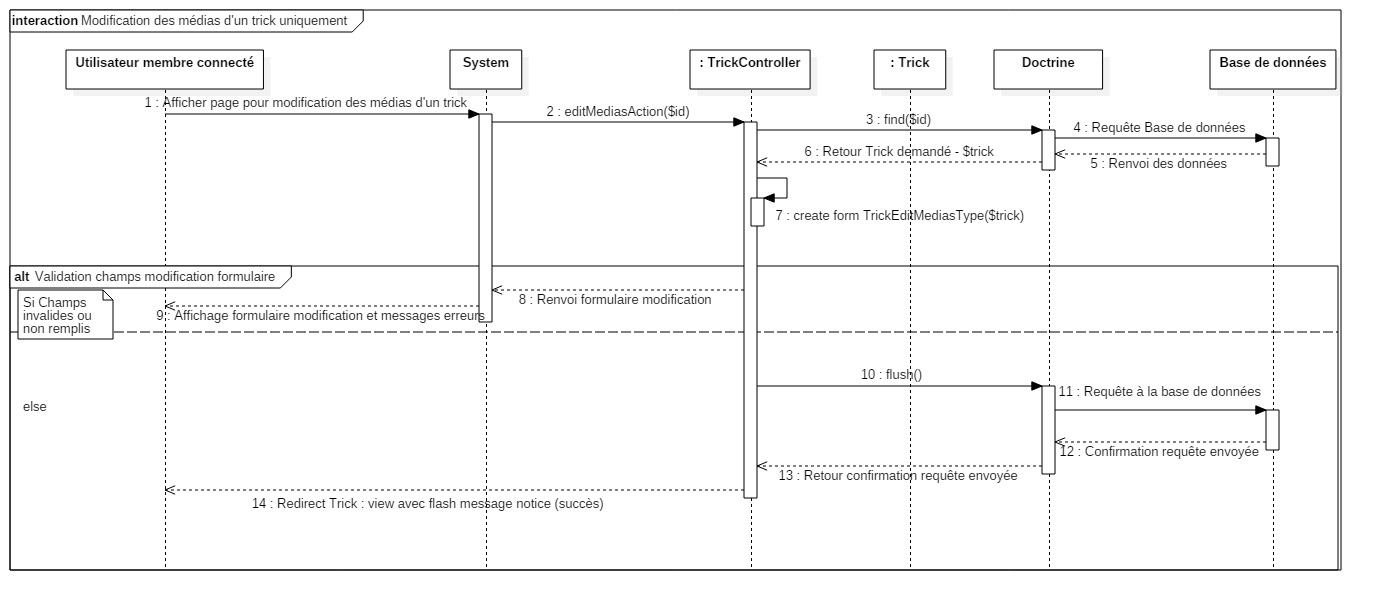 interaction Modification des médias d'un trick uniquement
Utilisateur membre connecté
System
: TrickController
: Trick
Doctrine
Base de données
1 : Afficher page pour modification des médias d'un trick
2 : editMediasAction($id)
3 : find($id)
4 : Requête Base de données
5 : Renvoi des données
6 : Retour Trick demandé - $trick
7 : create form TrickEditMediasType($trick)
alt Validation champs modification formulaire
Si Champs
invalides ou
non remplis
8 : Renvoi formulaire modification
9 : Affichage formulaire modification et messages erreurs
10 : flush()
11 : Requête à la base de données
else
12 : Confirmation requête envoyée
13 : Retour confirmation requête envoyée
14 : Redirect Trick : view avec flash message notice (succès)